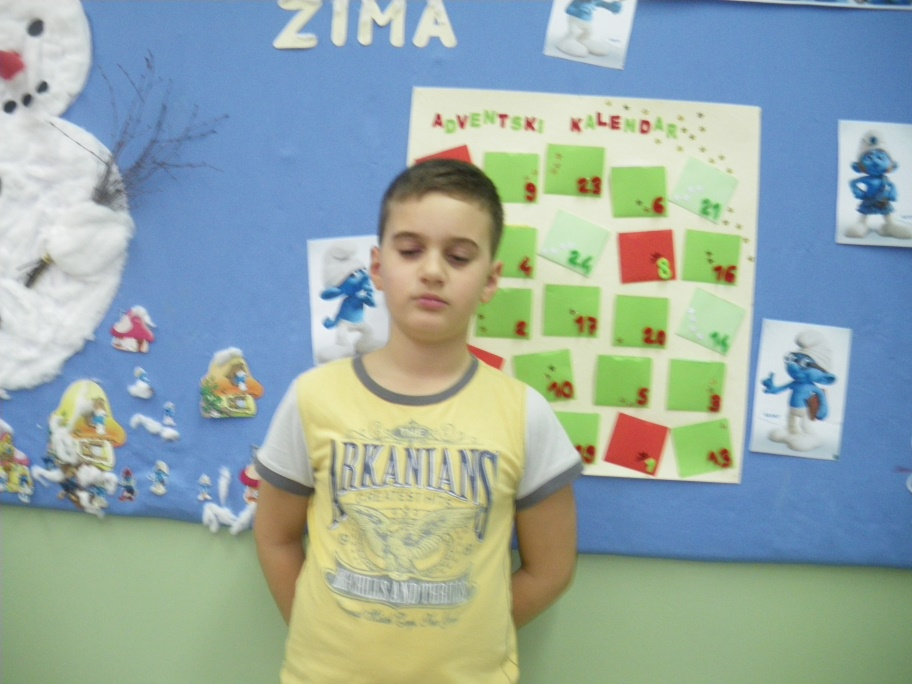 ZIMA
ADVENTSKI KALENDAR
9 23 6 21
4 24 8 16
2 17 20 14
10 5 3
19 1 13
ARKANIANS
GREATEST